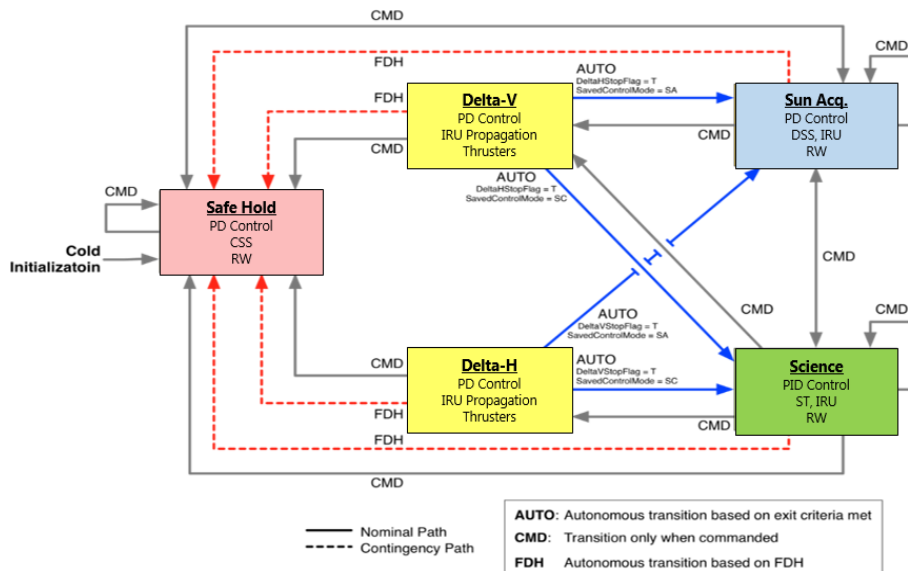 CMD
FDH
CMD
AUTO
DeltaHStopFlag = T
SavedControlMode = SA
FDH
Delta-V
PD Control
IRU Propagation
Thrusters
Sun Acq.
PD Control
DSS, IRU
RW
CMD
CMD
AUTO
DeltaHStopFlag = T
SavedControlMode = SC
CMD
Safe Hold
PD Control
CSS
RW
Cold
Initializatoin
CMD
CMD
AUTO
DeltaVStopFlag = T
SavedControlMode = SA
CMD
CMD
Delta-H
PD Control
IRU Propagation
Thrusters
AUTO
DeltaVStopFlag = T
SavedControlMode = SC
Science
PID Control
ST, IRU
RW
FDH
CMD
FDH
CMD
Nominal Path
Contingency Path
AUTO: Autonomous transition based on exit criteria met
CMD: Transition only when commanded
FDH Autonomous transition based on FDH